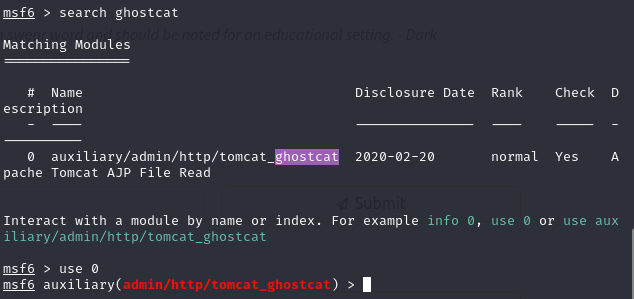 msf6 > search ghostcat
swear word and should be noted for an educational setting. - Dark
Matching Modules
================
#  Name                                  Disclosure Date  Rank    Check  D
escription
-  ----                                  ---------------  ----    -----  -
----------
0  auxiliary/admin/http/tomcat_ghostcat  2020-02-20       normal  Yes    A
pache Tomcat AJP File Read
Submit
Interact with a module by name or index. For example info 0, use 0 or use aux
iliary/admin/http/tomcat_ghostcat
msf6 > use 0
msf6 auxiliary(admin/http/tomcat_ghostcat) >